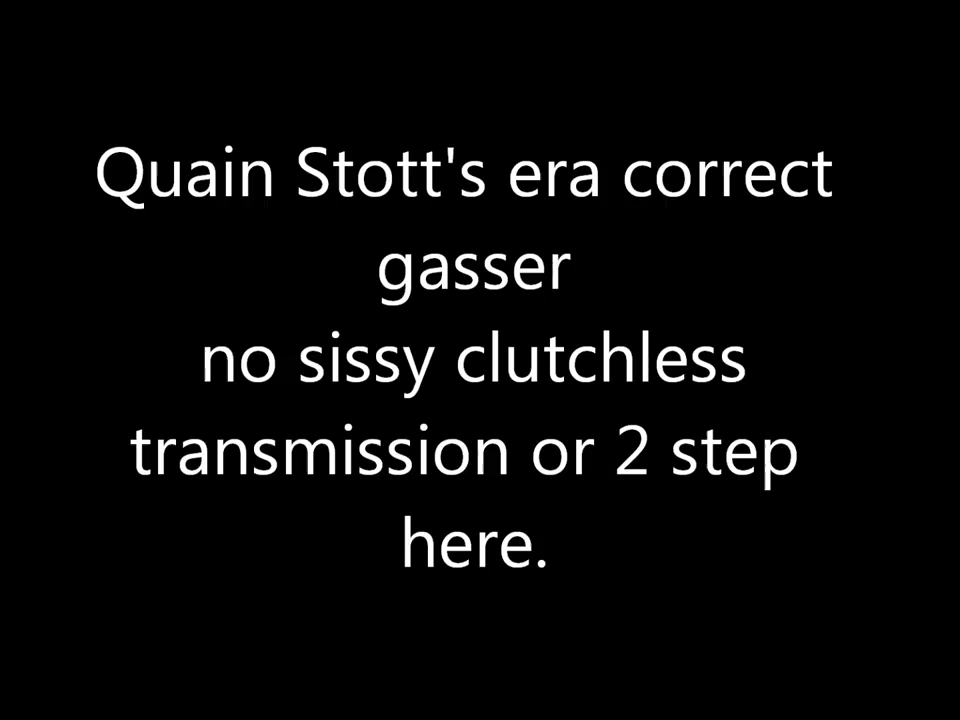 Quain Stott's era correct
gasser
no sissy clutchless
transmission or 2 step
here.